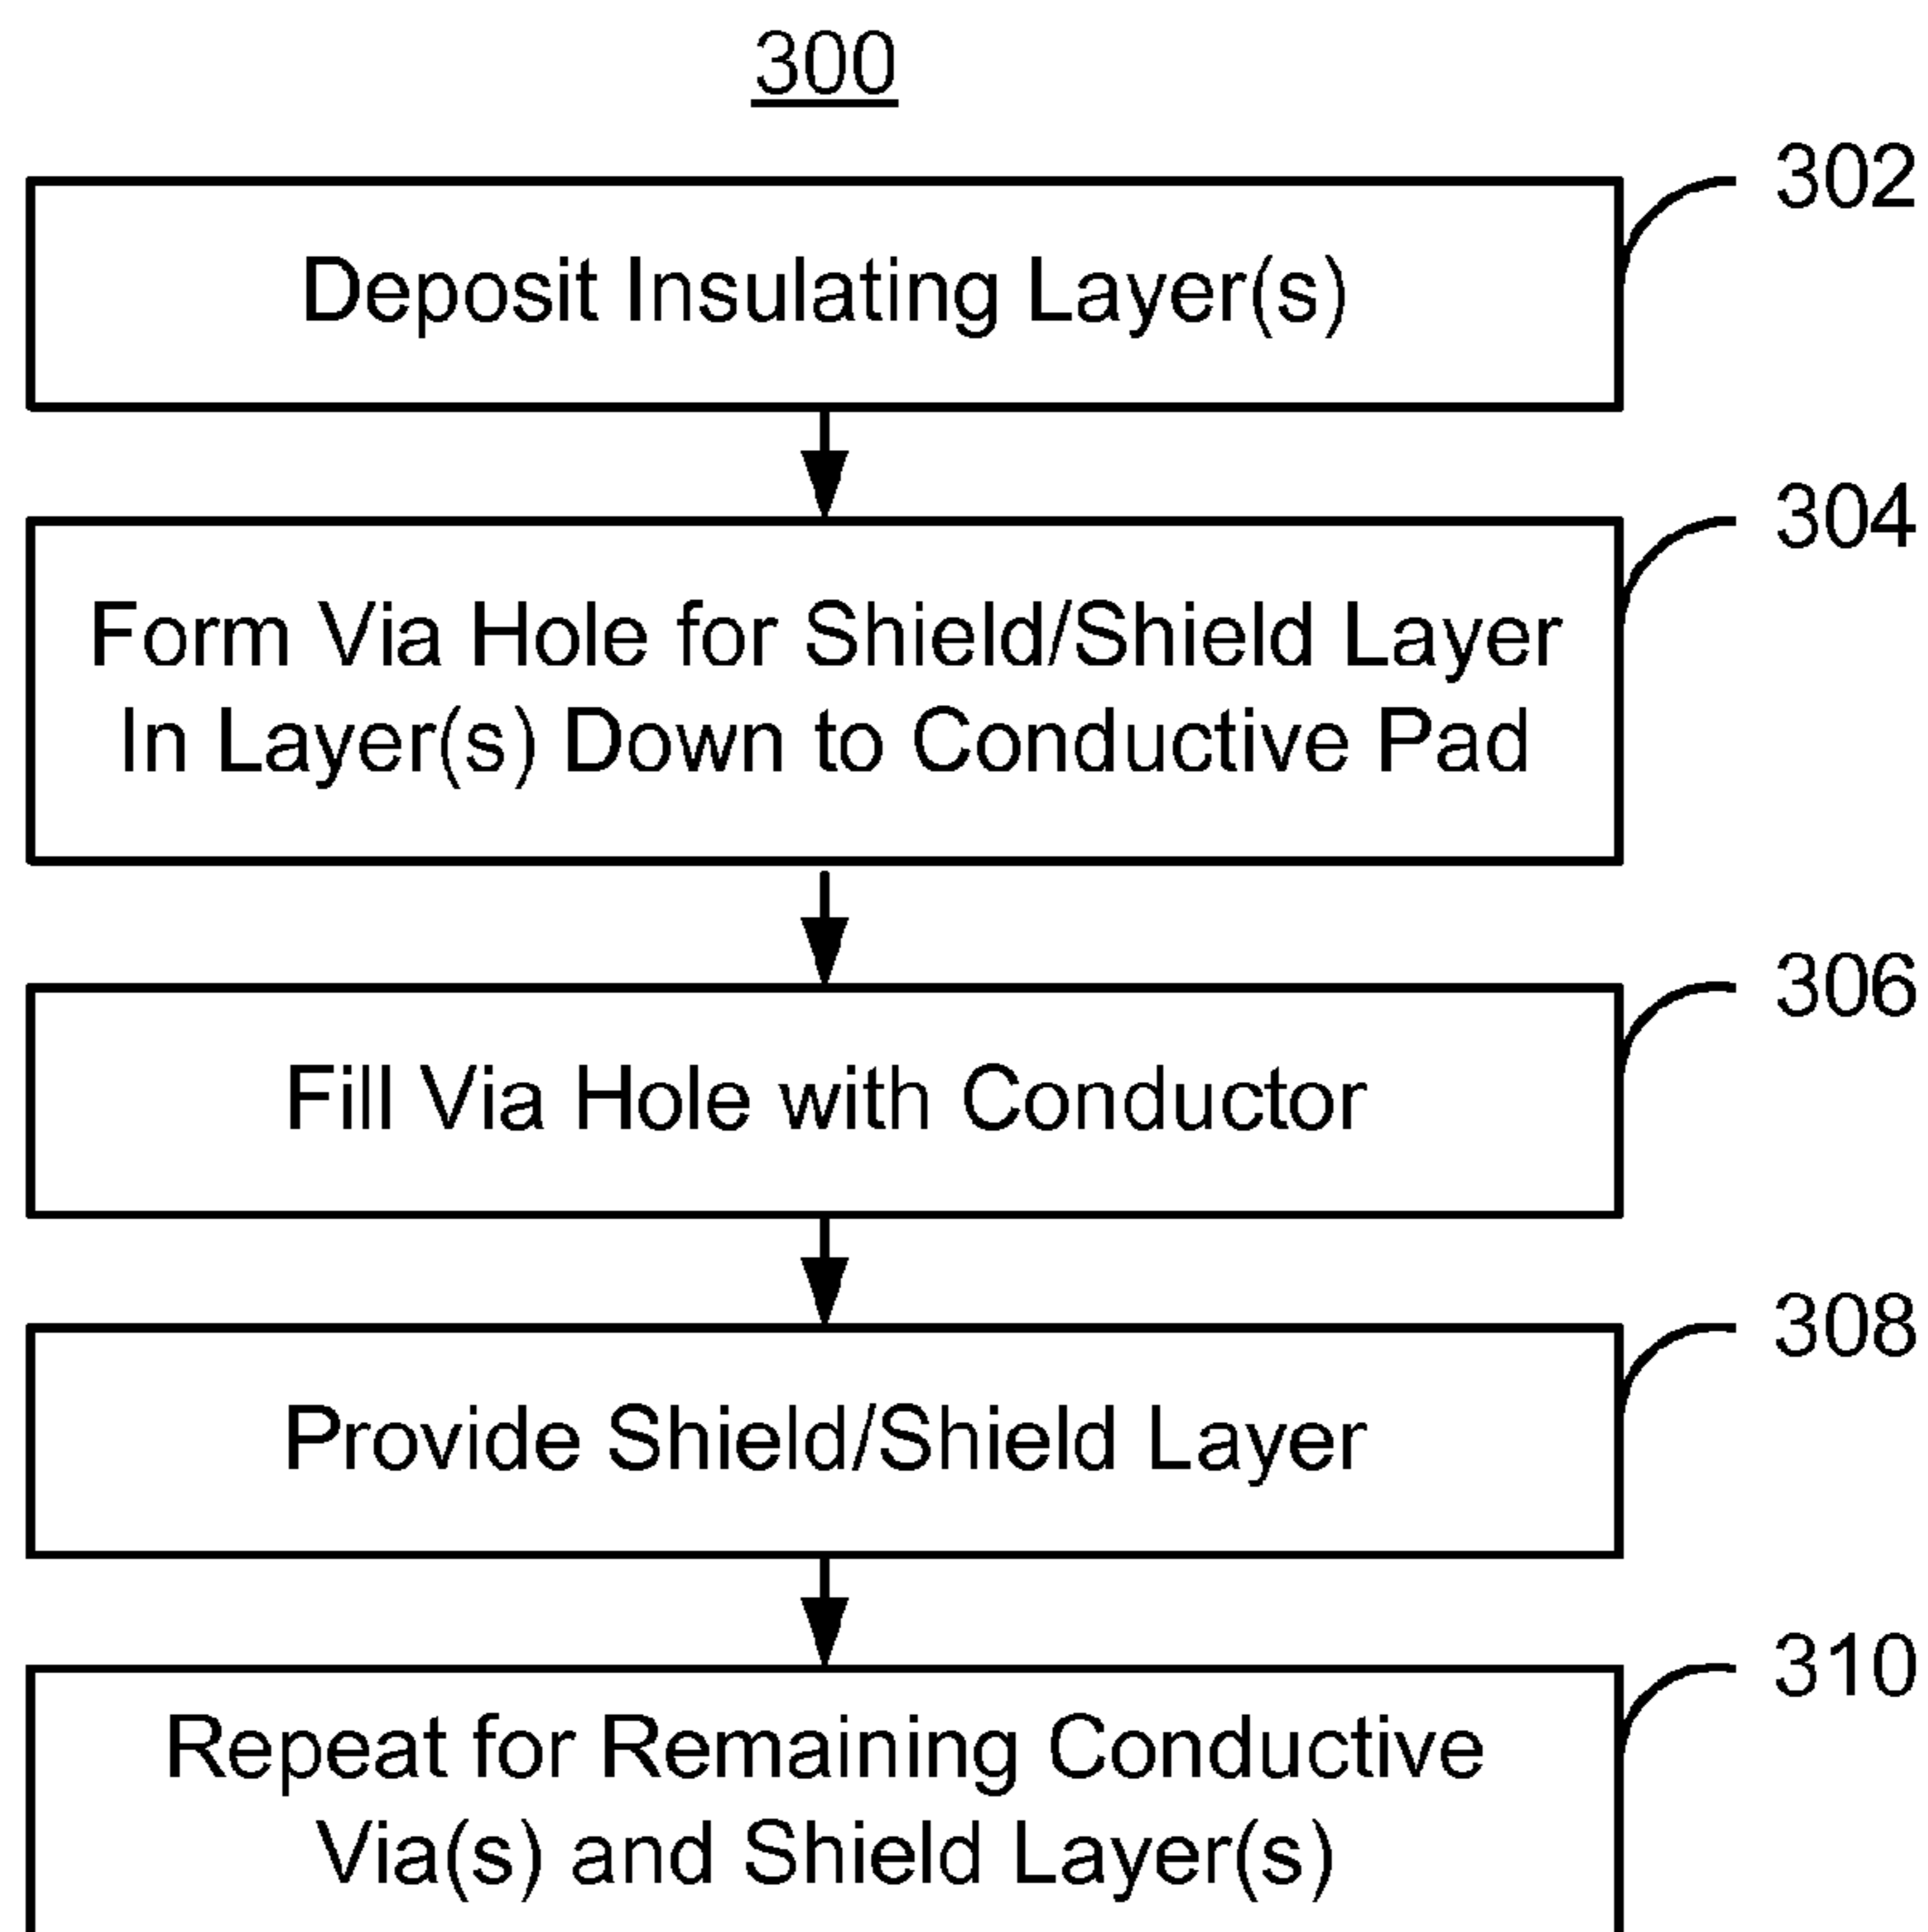 300
302
Deposit Insulating Layer(s)
304
Form Via Hole for Shield/Shield Layer
In Layer(s) Down to Conductive Pad
306
Fill Via Hole with Conductor
308
Provide Shield/Shield Layer
310
Repeat for Remaining Conductive
Via(s) and Shield Layer(s)